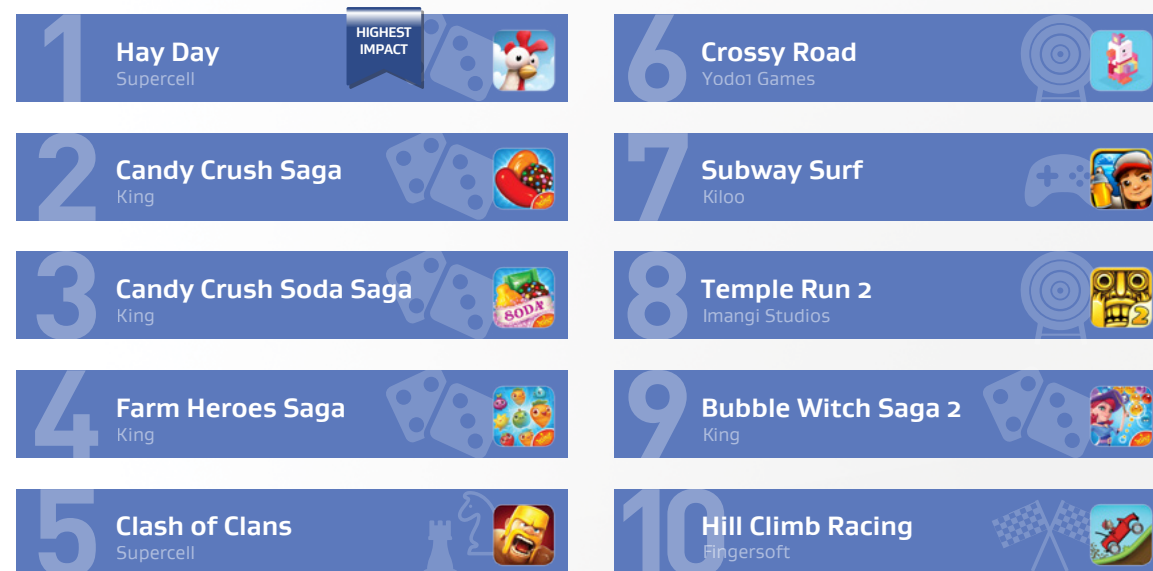 1
HIGHEST
IMPACT
Hay Day
Supercell
2
Candy Crush Saga
King
3
Candy Crush Soda Saga
King
SODA
4
Farm Heroes Saga
King
5
Clash of Clans
Supercell
6
Crossy Road
Yodo1 Games
7
Subway Surf
Kiloo
8
Temple Run 2
Imangi Studios
2
9
Bubble Witch Saga 2
King
10
Hill Climb Racing
Fingersoft